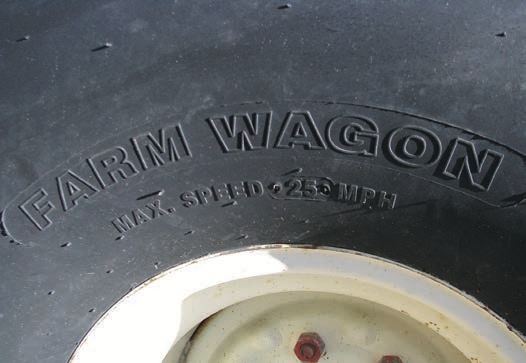 FARM WAGON
MAX. SPEED 25 MPH